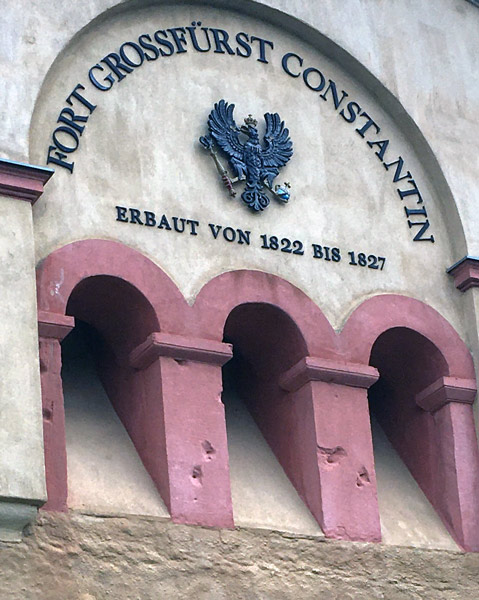 FORT GROSSFÜRST CONSTANTIN
ERBAUT VON 1822 BIS 1827